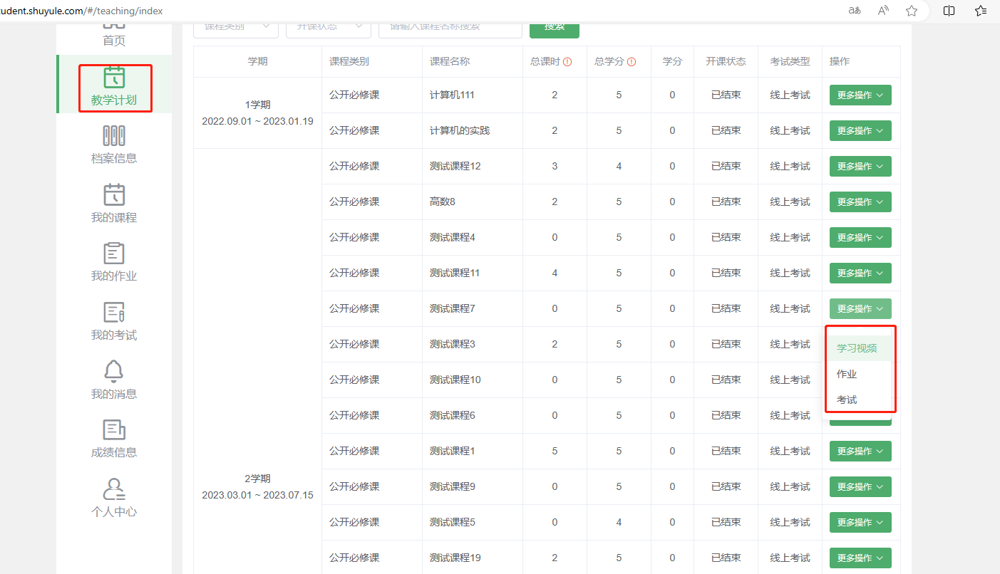 udent.shuyule.com/#/teaching/index
课程类别
开课状态
请输入课程名称搜索
搜索
首页
教学计划
档案信息
我的课程
我的作业
我的考试
我的消息
成绩信息
个人中心
学期 课程类别 课程名称 总课时 总学分 学分 开课状态 考试类型 操作
1学期
2022.09.01 ~ 2023.01.19
公开必修课 计算机111 2 5 0 已结束 线上考试 更多操作
公开必修课 计算机的实践 2 5 0 已结束 线上考试 更多操作
2学期
2023.03.01 ~ 2023.07.15
公开必修课 测试课程12 3 4 0 已结束 线上考试 更多操作
公开必修课 高数8 2 5 0 已结束 线上考试 更多操作
公开必修课 测试课程4 0 5 0 已结束 线上考试 更多操作
公开必修课 测试课程11 4 5 0 已结束 线上考试 更多操作
公开必修课 测试课程7 0 5 0 已结束 线上考试 更多操作
公开必修课 测试课程3 2 5 0 已结束 线上考试
公开必修课 测试课程10 0 5 0 已结束 线上考试
公开必修课 测试课程6 0 5 0 已结束 线上考试
学习视频
作业
考试
公开必修课 测试课程1 5 5 0 已结束 线上考试 更多操作
公开必修课 测试课程9 0 5 0 已结束 线上考试 更多操作
公开必修课 测试课程5 0 4 0 已结束 线上考试 更多操作
公开必修课 测试课程19 2 5 0 已结束 线上考试 更多操作